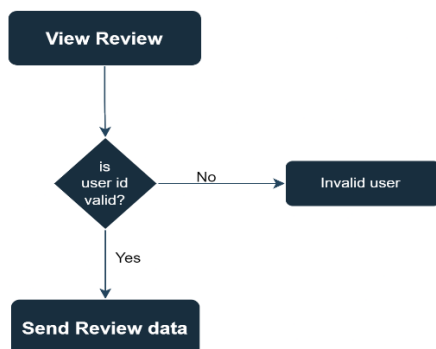 View Review
is
user id
valid?
No
Invalid user
Yes
Send Review data